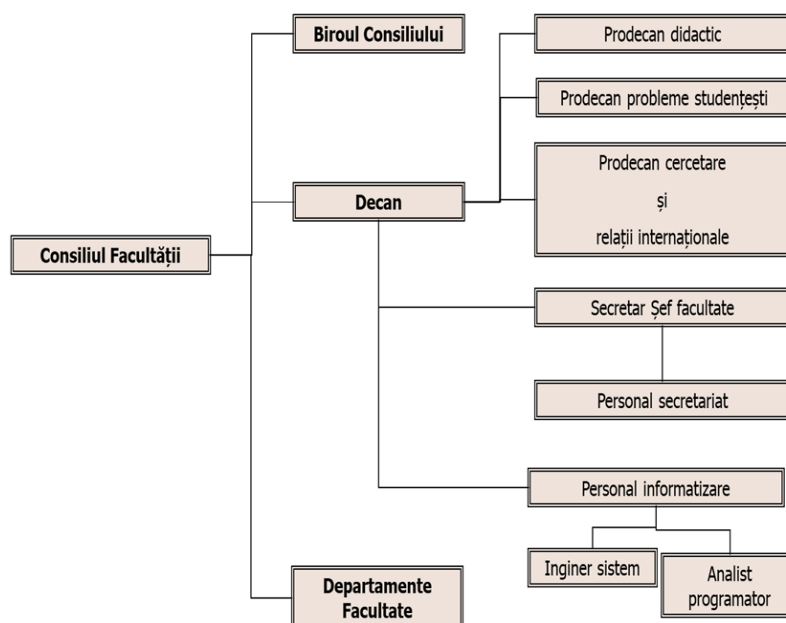 Biroul Consiliului
Prodecan didactic
Prodecan probleme studențești
Prodecan cercetare
și
relații internaționale
Decan
Consiliul Facultății
Secretar Șef facultate
Personal secretariat
Personal informatizare
Inginer sistem
Analist
programator
Departamente
Facultate